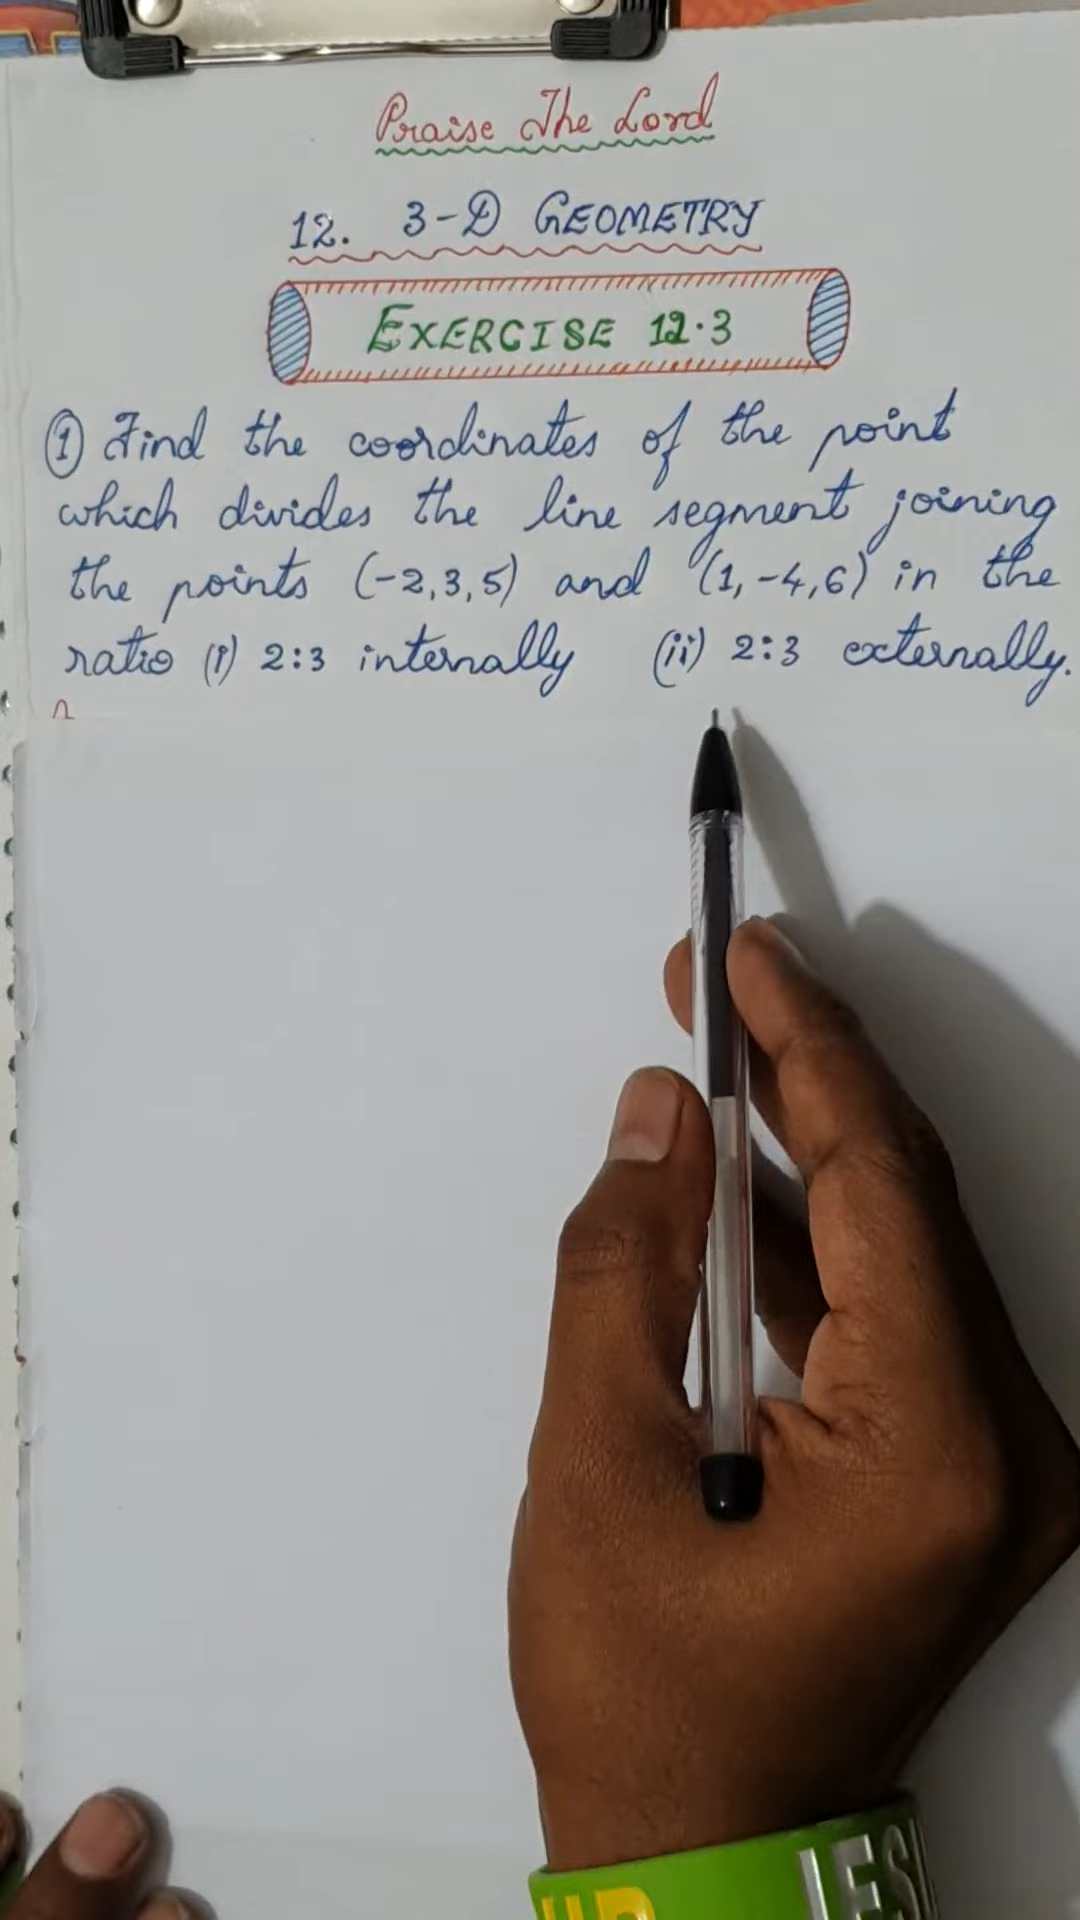 Praise The Lord
12. 3-D GEOMETRY
EXERCISE 12.3
① Find the coordinates of the point
which divides the line segment joining
the points (-2,3,5) and (1,-4,6) in the
ratio (i) 2:3 internally (ii) 2:3 externally.